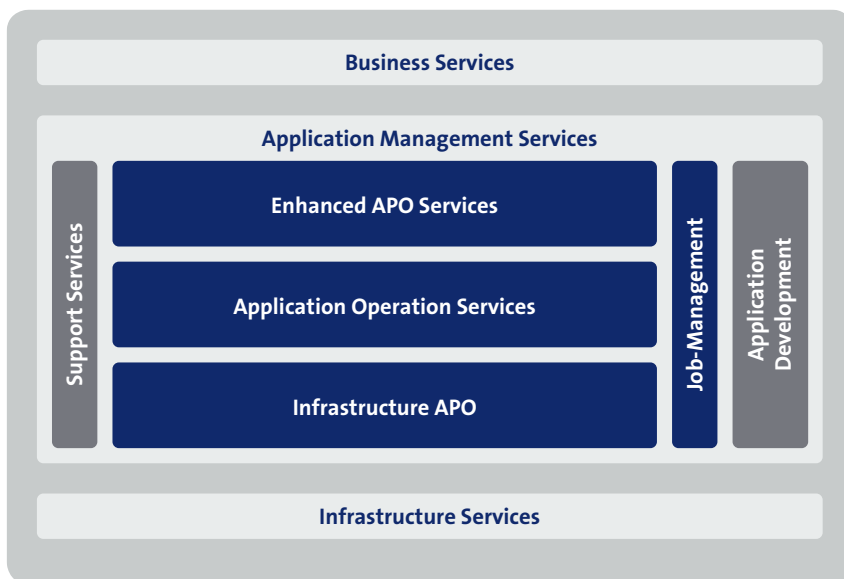 Business Services
Application Management Services
Support Services
Enhanced APO Services
Application Operation Services
Infrastructure APO
Job-Management
Application
Development
Infrastructure Services